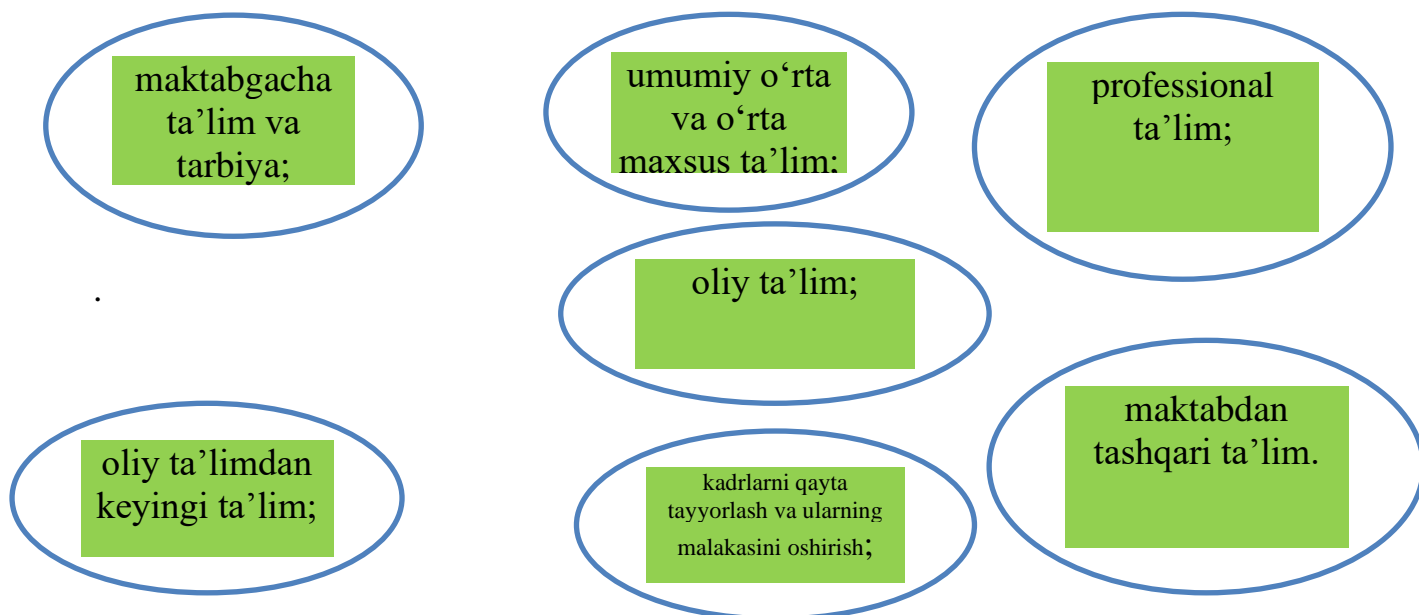 maktabgacha
ta’lim va
tarbiya;
umumiy o‘rta
va o‘rta
maxsus ta’lim;
professional
ta’lim;
oliy ta’lim;
.
oliy ta’limdan
keyingi ta’lim;
kadrlarni qayta
tayyorlash va ularning
malakasini oshirish;
maktabdan
tashqari ta’lim.